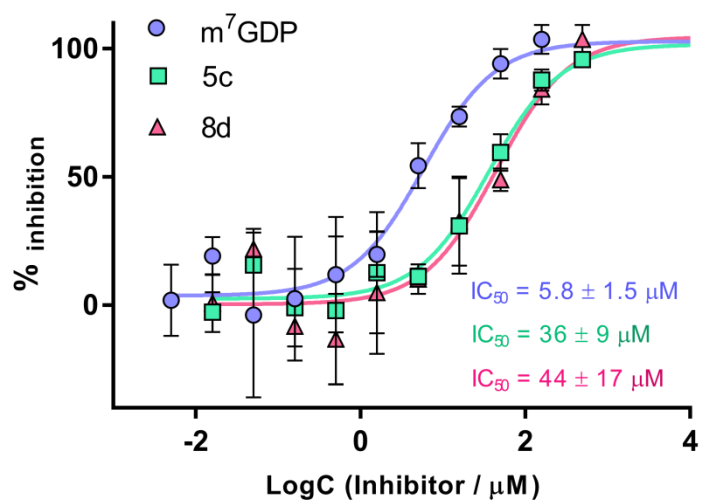 100
50
0
% inhibition
m⁷GDP
5c
8d
IC₅₀ = 5.8 ± 1.5 μM
IC₅₀ = 36 ± 9 μM
IC₅₀ = 44 ± 17 μM
-2
0
2
4
LogC (Inhibitor / μM)